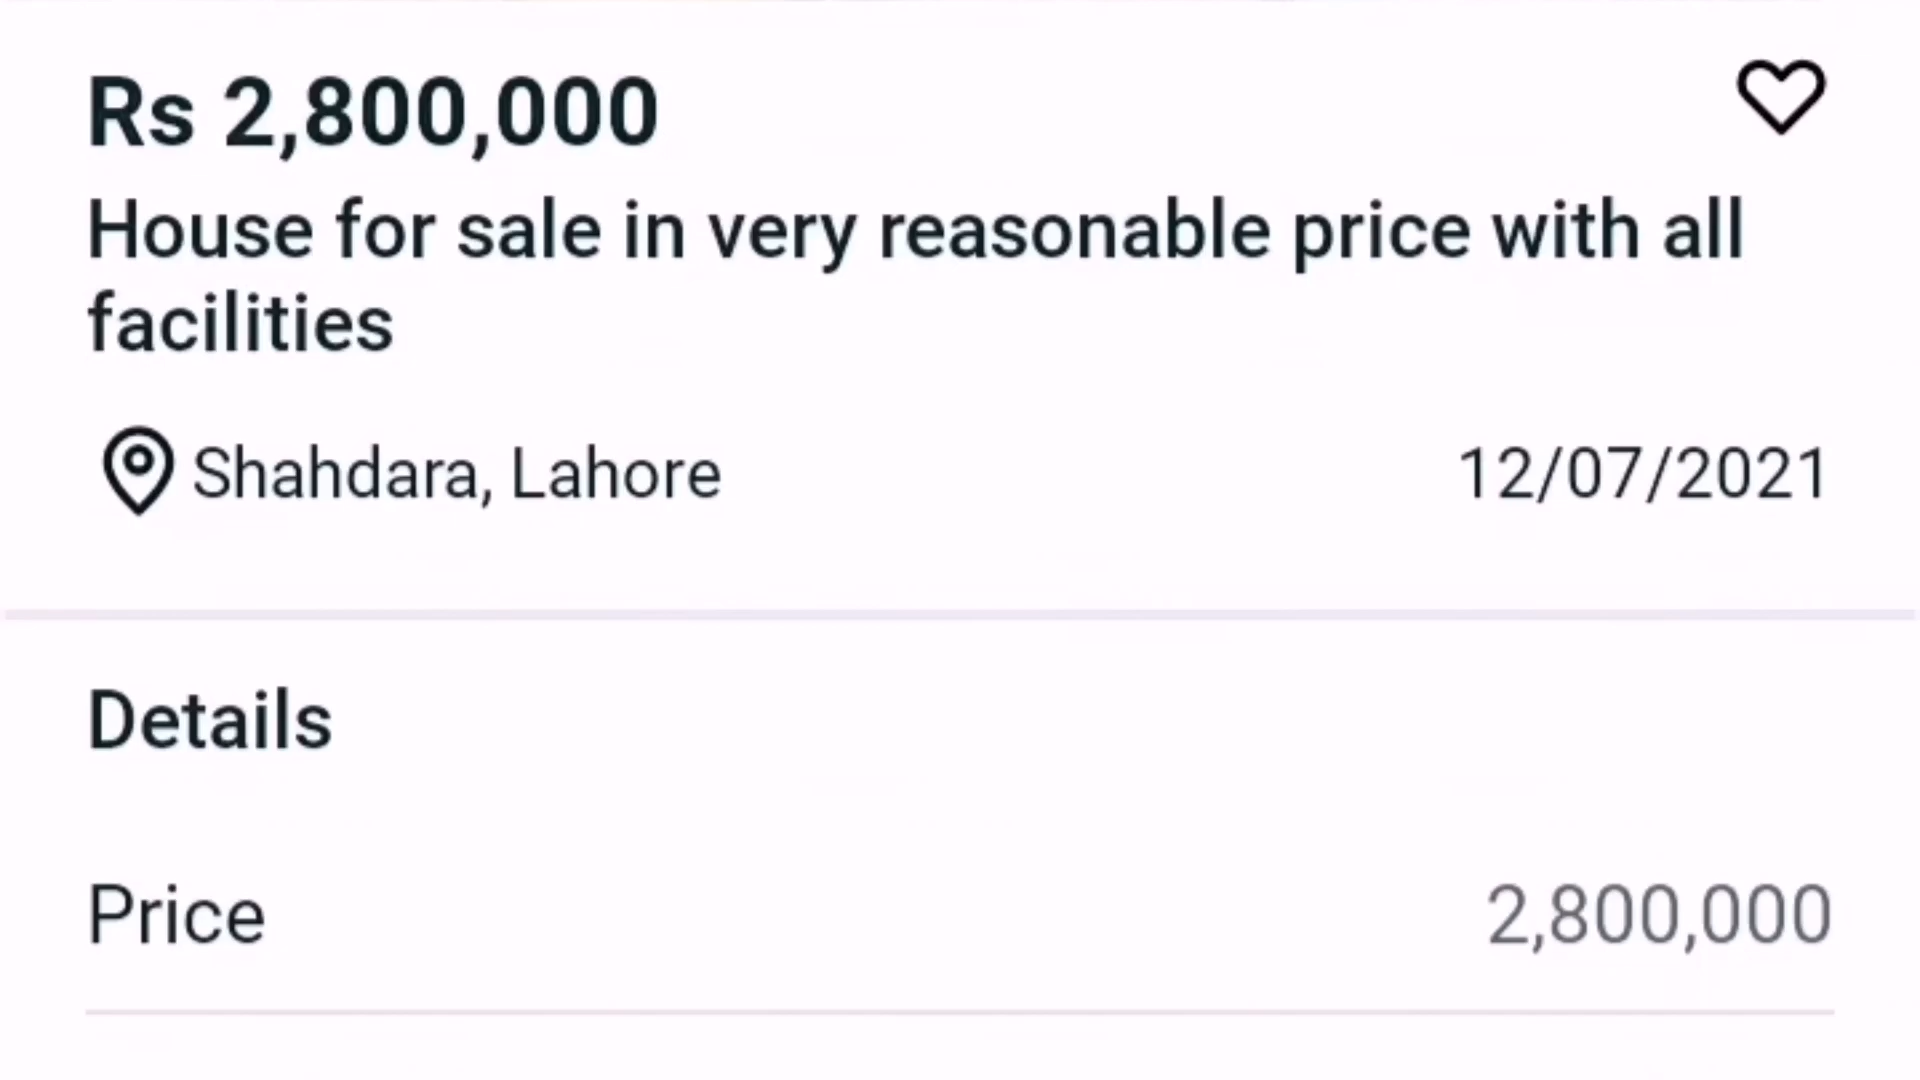 Rs 2,800,000
House for sale in very reasonable price with all
facilities
Shahdara, Lahore
12/07/2021
Details
Price
2,800,000